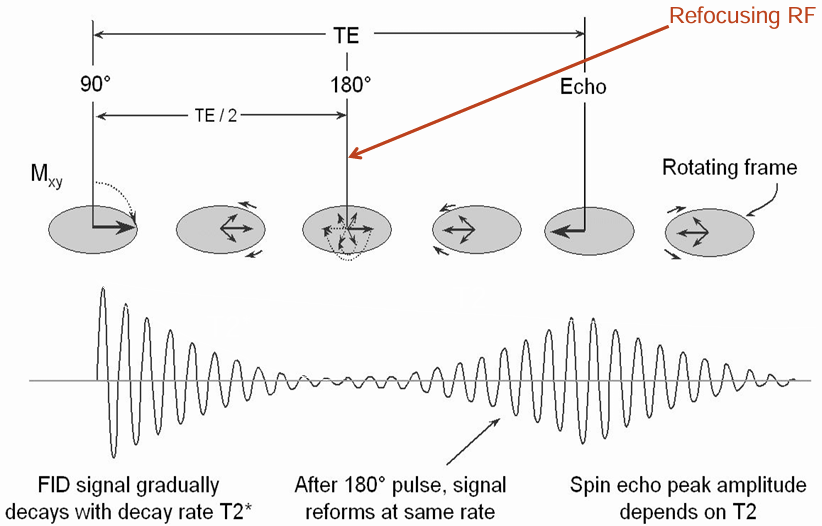 Refocusing RF
TE
90°
180°
Echo
TE / 2
Mxy
Rotating frame
FID signal gradually
decays with decay rate T2*
After 180° pulse, signal
reforms at same rate
Spin echo peak amplitude
depends on T2